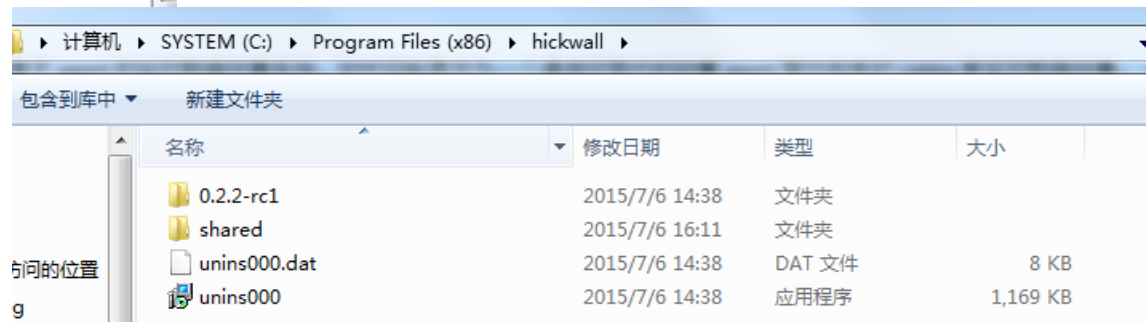 计算机 SYSTEM (C:) Program Files (x86) hickwall
包含到库中 新建文件夹
名称 修改日期 类型 大小
0.2.2-rc1 2015/7/6 14:38 文件夹
shared 2015/7/6 16:11 文件夹
unins000.dat 2015/7/6 14:38 DAT 文件 8 KB
问的位置
unins000 2015/7/6 14:38 应用程序 1,169 KB
g